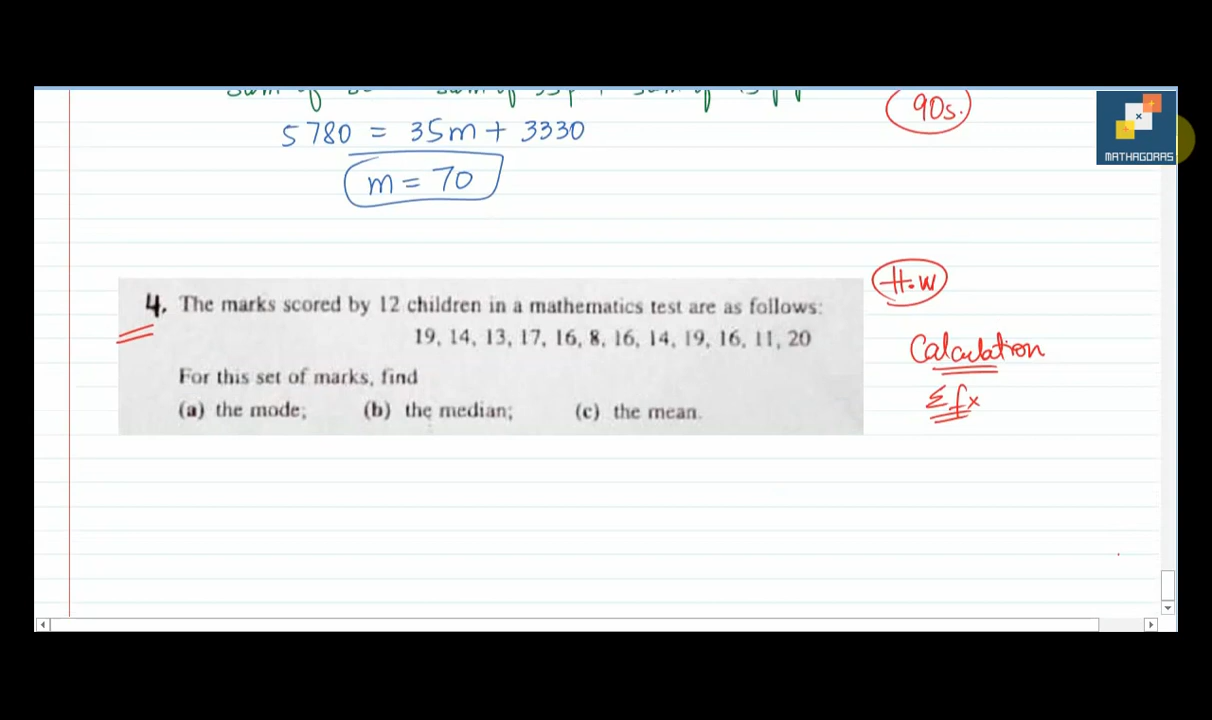 5780 = 35m + 3330
90s.
m = 70
MATHAGORAS
H.W
4. The marks scored by 12 children in a mathematics test are as follows:
19, 14, 13, 17, 16, 8, 16, 14, 19, 16, 11, 20
Calculation
For this set of marks, find
Σfx
(a) the mode; (b) the median; (c) the mean.